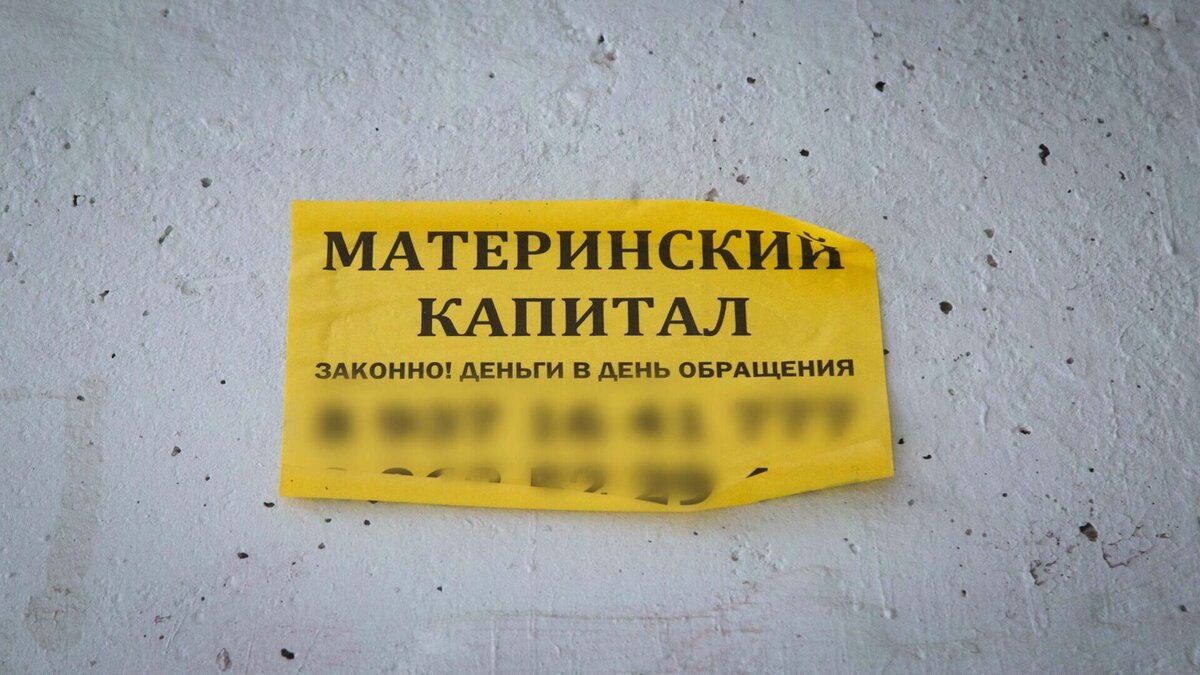 МАТЕРИНСКИЙ
КАПИТАЛ
ЗАКОННО! ДЕНЬГИ В ДЕНЬ ОБРАЩЕНИЯ